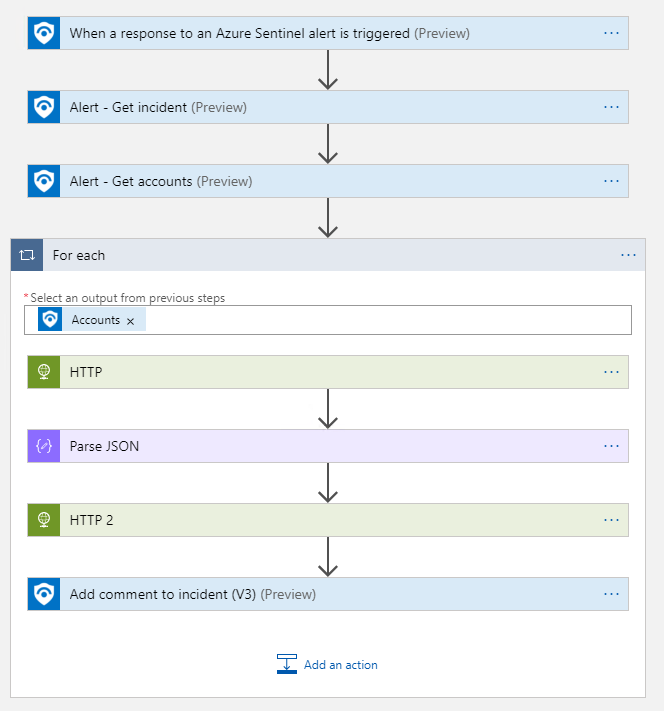 When a response to an Azure Sentinel alert is triggered (Preview)
Alert - Get incident (Preview)
Alert - Get accounts (Preview)
For each
* Select an output from previous steps
Accounts x
HTTP
Parse JSON
HTTP 2
Add comment to incident (V3) (Preview)
Add an action